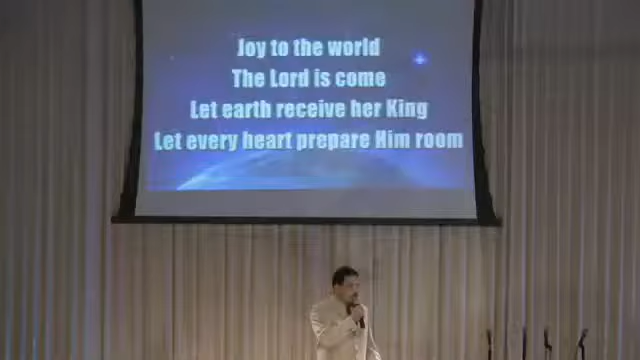 Joy to the world
The Lord is come
Let earth receive her King
Let every heart prepare Him room